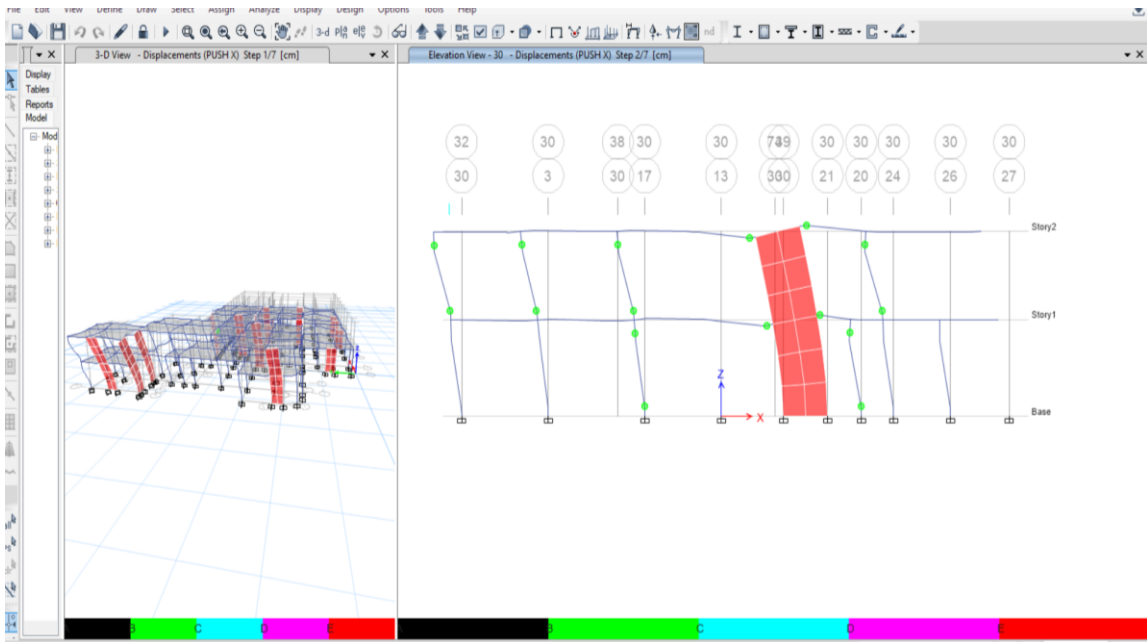 File Edit View Define Draw Select Assign Analyze Display Design Options Tools Help
3-d nd
3-D View - Displacements (PUSH X) Step 1/7 [cm]
Elevation View - 30 - Displacements (PUSH X) Step 2/7 [cm]
Display
Tables
Reports
Model
Mod
32 30 38 30 30 30 30 30 30 30
30 3 30 17 13 21 20 24 26 27
Story2
Story1
Z
X
Base
B C D E
B C D E